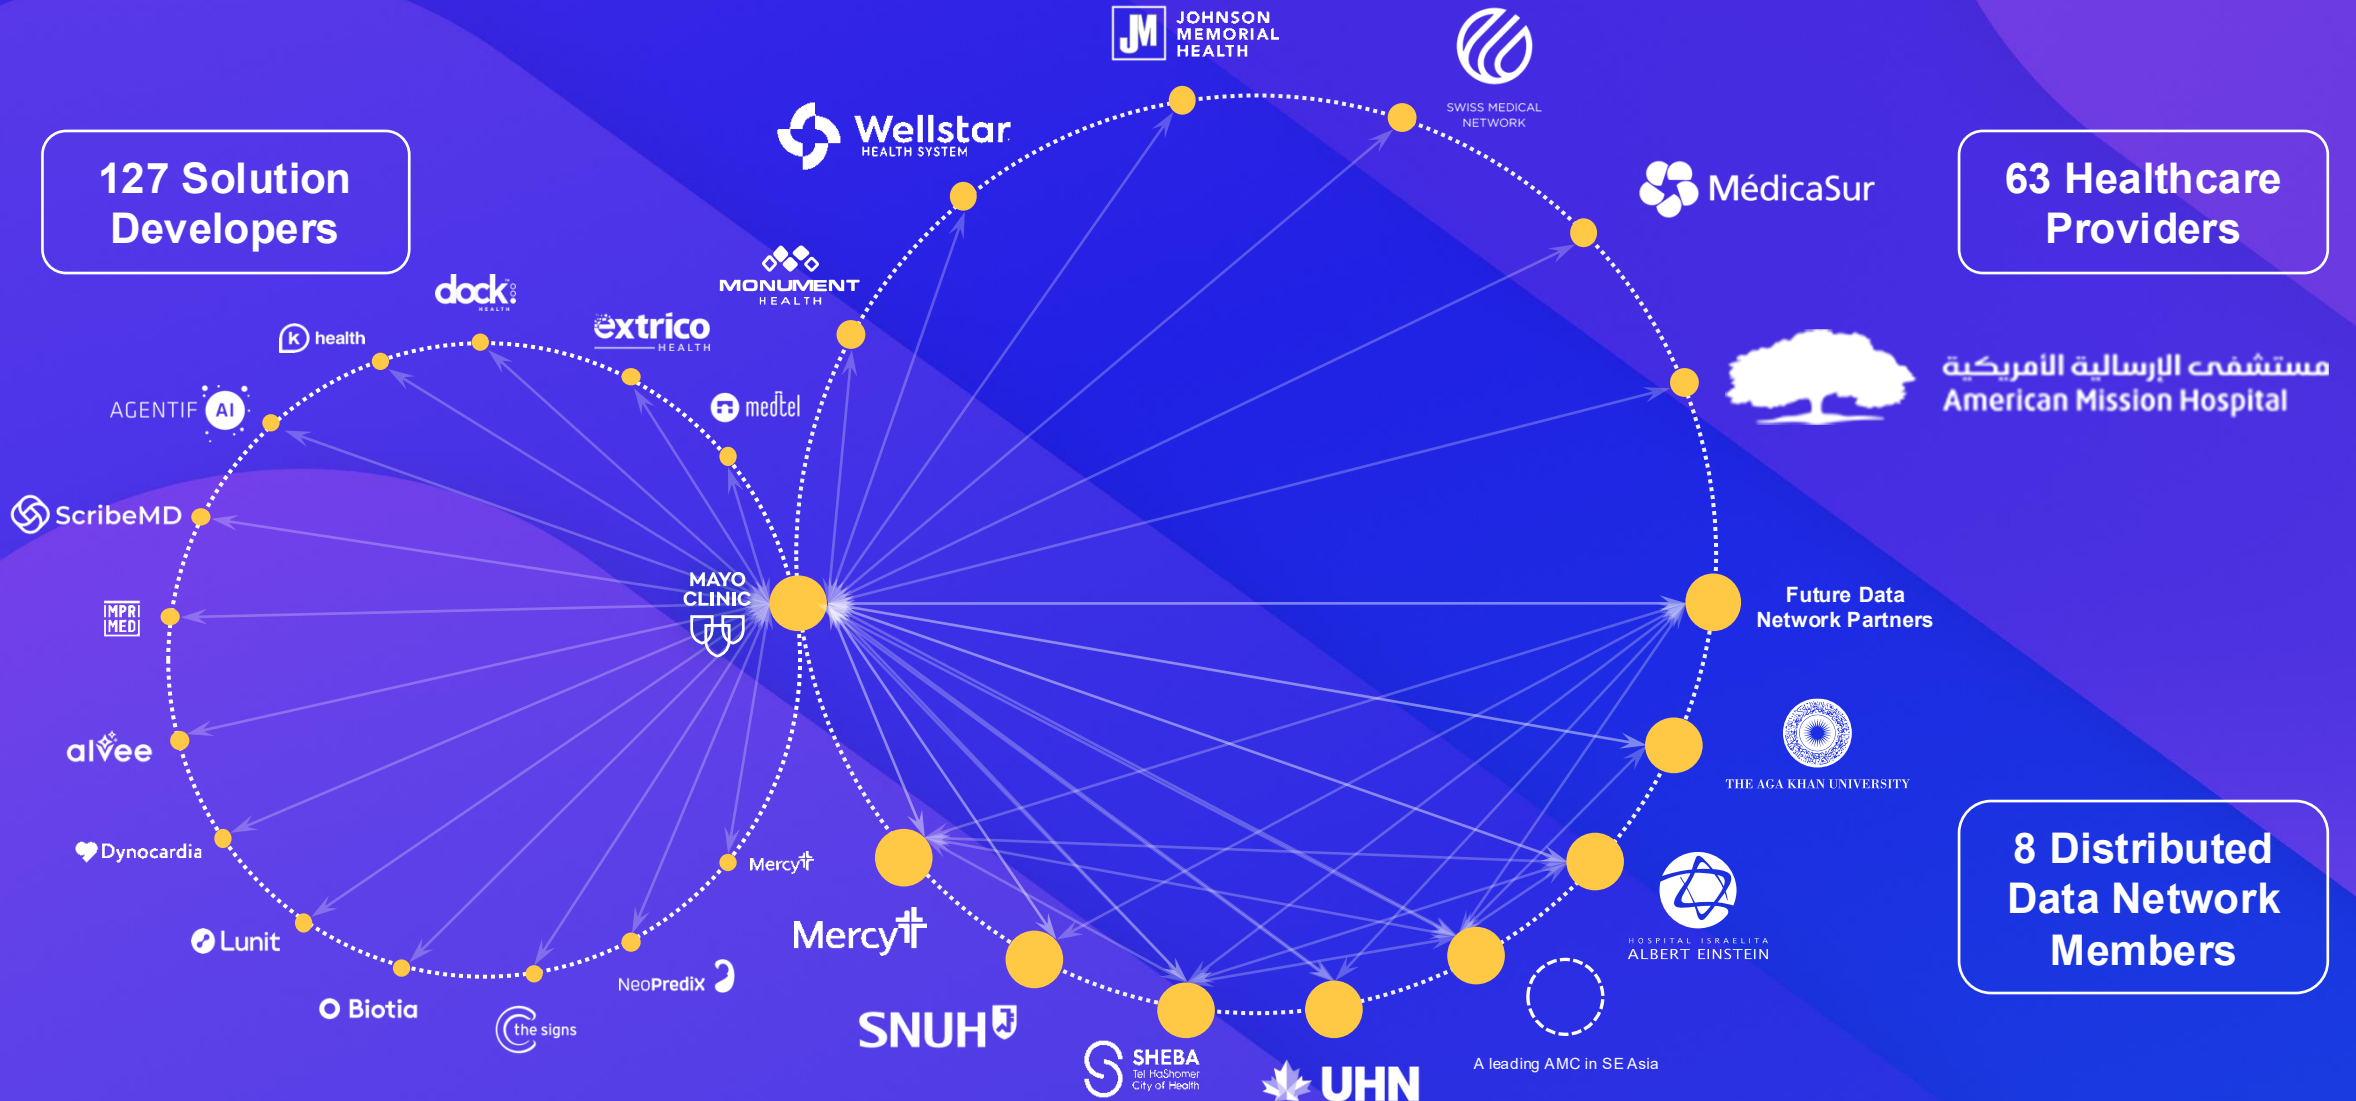 127 Solution
Developers
JM
JOHNSON
MEMORIAL
HEALTH
SWISS MEDICAL
NETWORK
Wellstar
HEALTH SYSTEM
MédicaSur
63 Healthcare
Providers
MONUMENT
HEALTH
dock
HEALTH
extrico
HEALTH
k health
medtel
AGENTIF AI
مستشفى الإرسالية الأمريكية
American Mission Hospital
ScribeMD
MAYO
CLINIC
IMPRI
MED
Future Data
Network Partners
alvee
THE AGA KHAN UNIVERSITY
Dynocardia
Mercy
Mercy
8 Distributed
Data Network
Members
HOSPITAL ISRAELITA
ALBERT EINSTEIN
Lunit
NeoPrediX
Biotia
C the signs
SNUH
SHEBA
Tel HaShomer
City of Health
UHN
A leading AMC in SE Asia